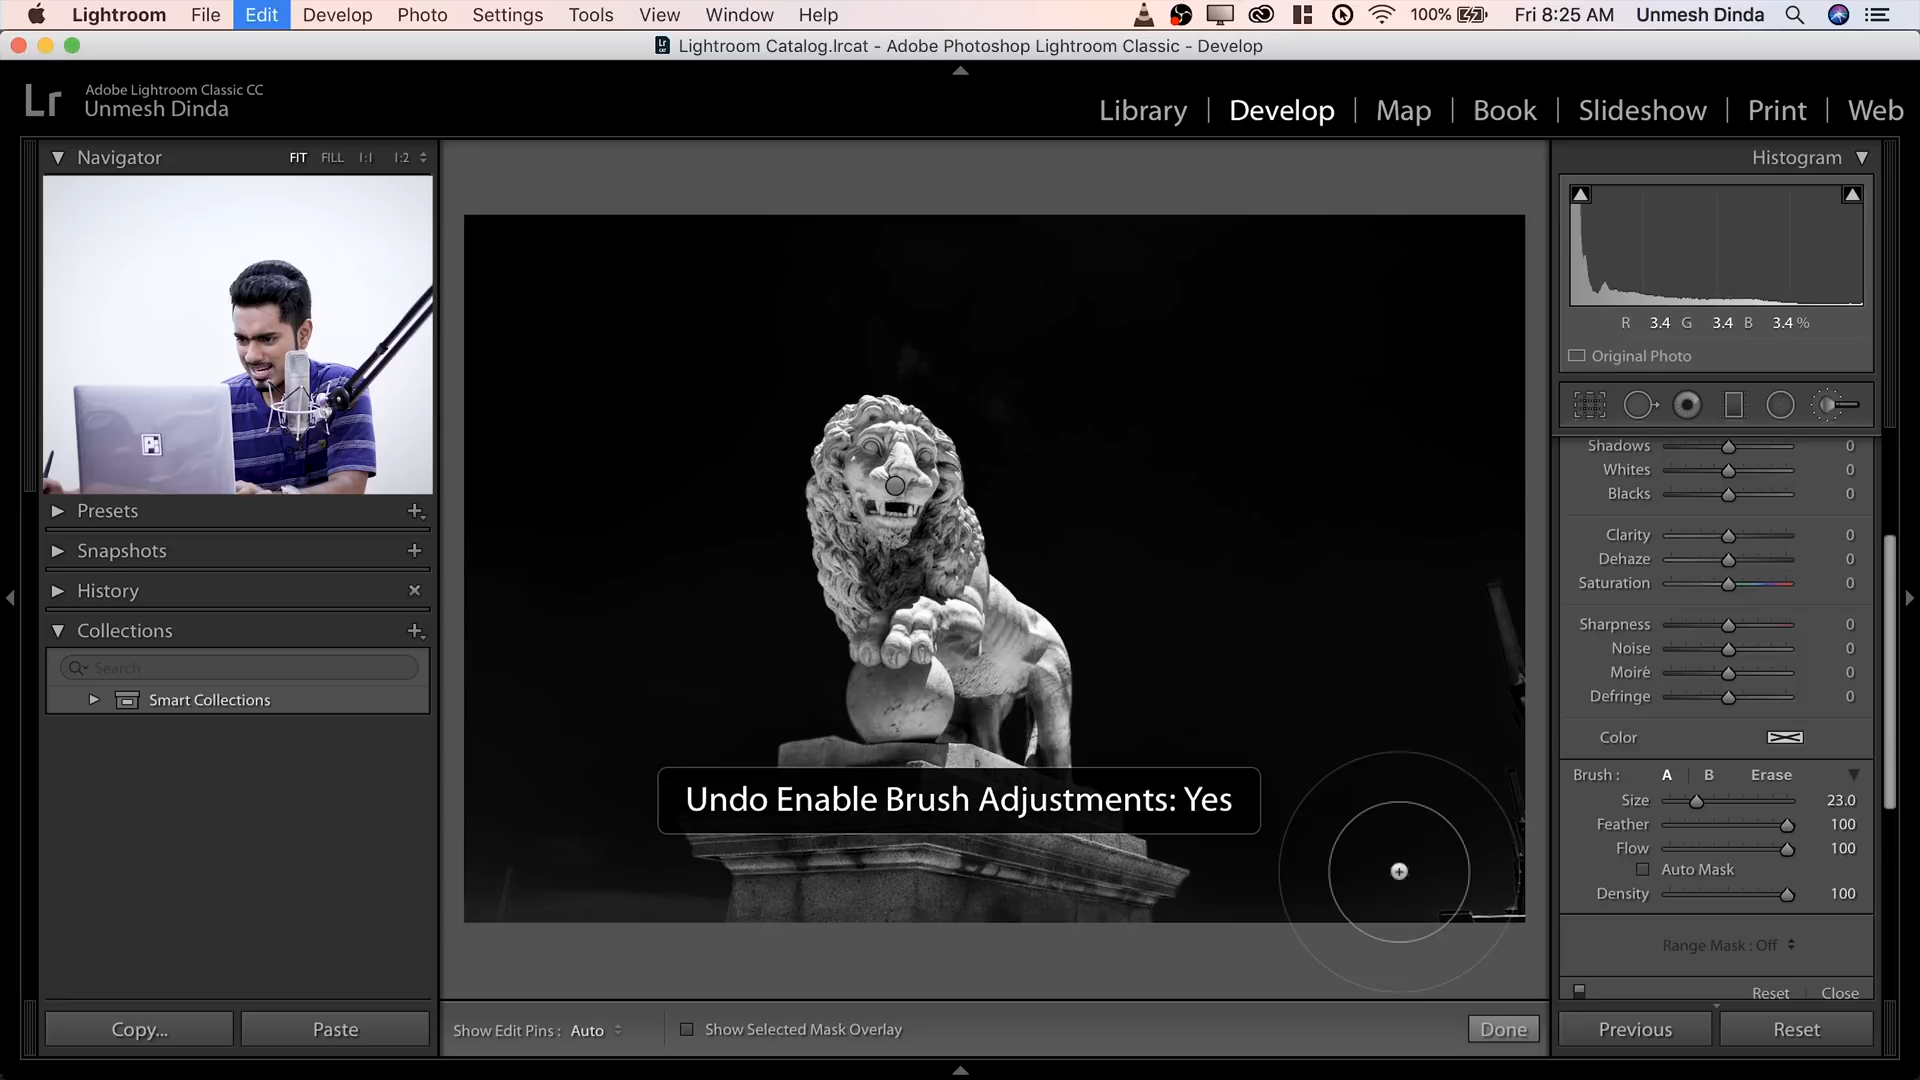 Lightroom File Edit Develop Photo Settings Tools View Window Help 100% Fri 8:25 AM Unmesh Dinda
Lightroom Catalog.lrcat - Adobe Photoshop Lightroom Classic - Develop
Lr Adobe Lightroom Classic CC
Unmesh Dinda
Library | Develop | Map | Book | Slideshow | Print | Web
Navigator FIT FILL 1:1 1:2
Histogram
R 3.4 G 3.4 B 3.4 %
Original Photo
Presets
Snapshots
History
Collections
Search
Smart Collections
Shadows 0
Whites 0
Blacks 0
Clarity 0
Dehaze 0
Saturation 0
Sharpness 0
Noise 0
Moiré 0
Defringe 0
Color
Brush : A | B Erase
Size 23.0
Feather 100
Flow 100
Auto Mask
Density 100
Range Mask : Off
Reset Close
Undo Enable Brush Adjustments: Yes
Copy... Paste
Show Edit Pins : Auto Show Selected Mask Overlay Done
Previous Reset